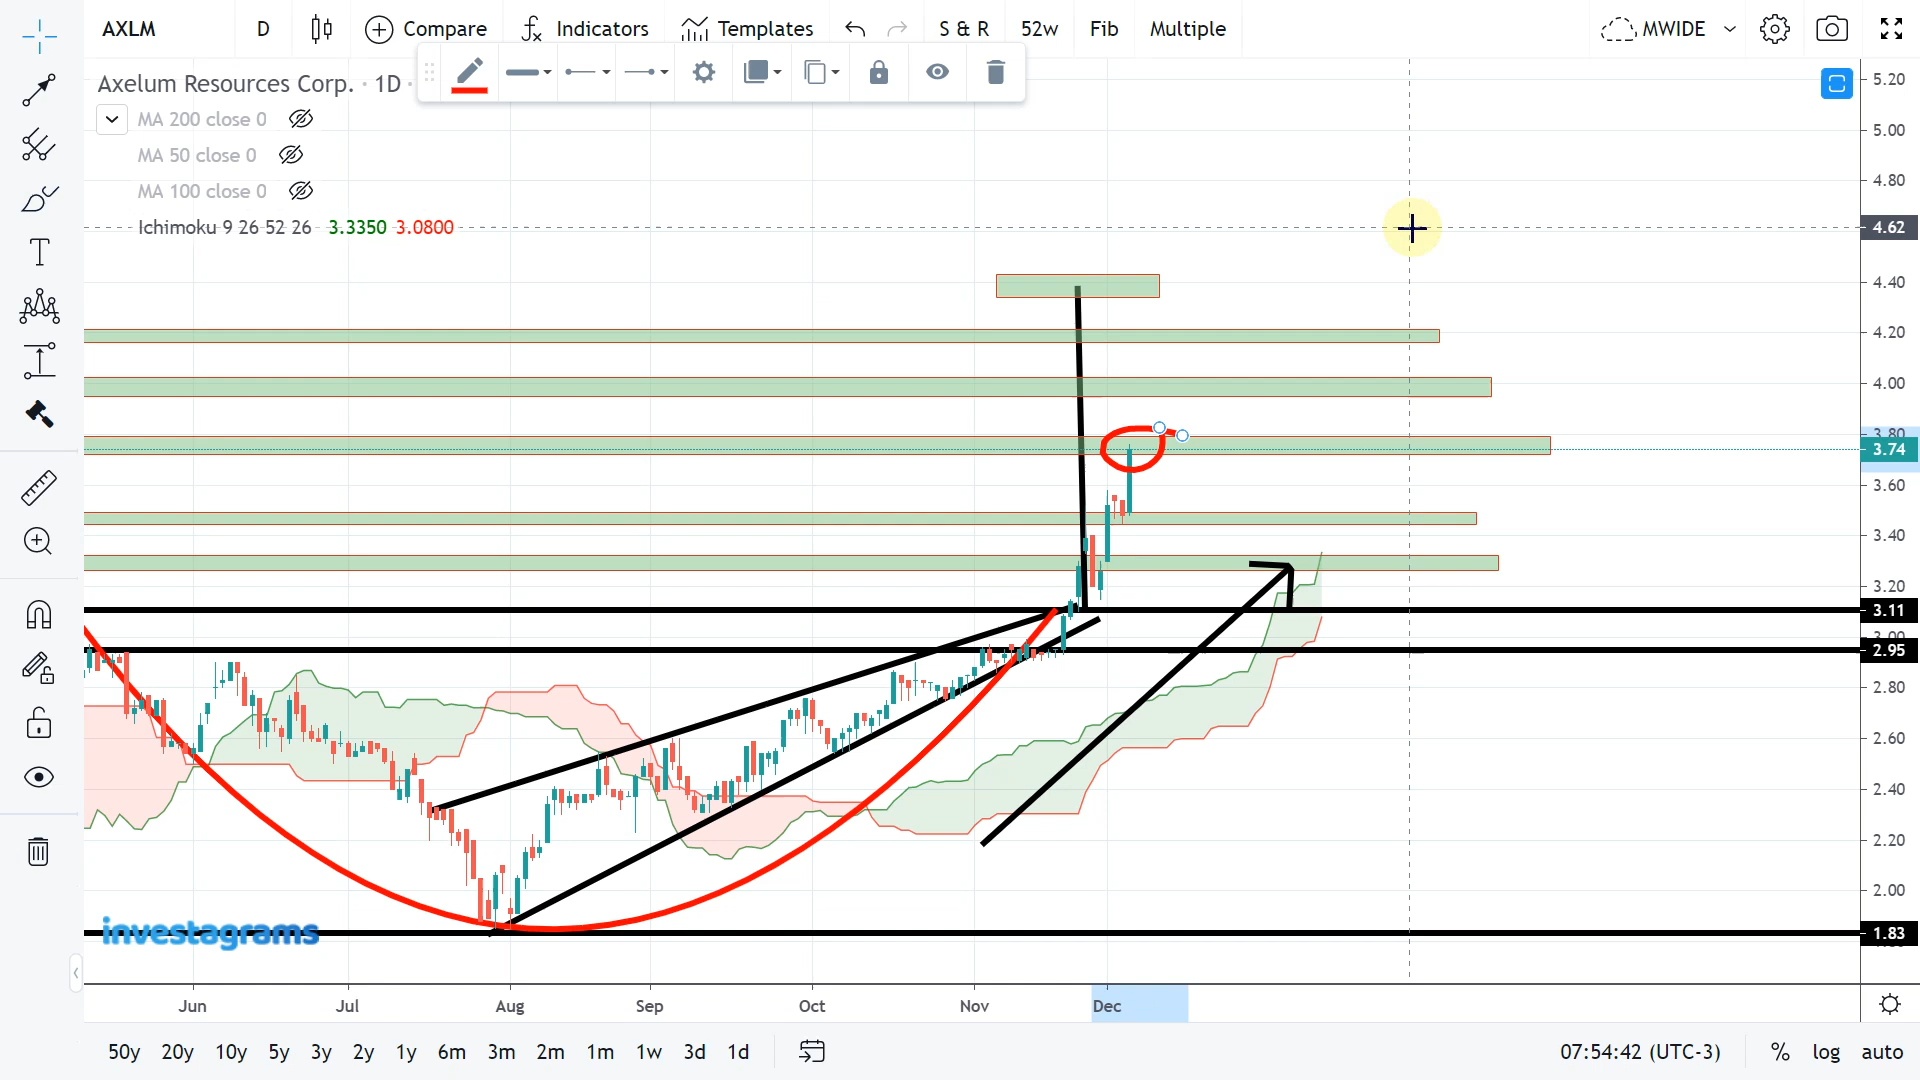 AXLM D Compare Indicators Templates S & R 52w Fib Multiple MWIDE
Axelum Resources Corp. · 1D ·
MA 200 close 0
MA 50 close 0
MA 100 close 0
Ichimoku 9 26 52 26 3.3350 3.0800
5.20
5.00
4.80
4.62
4.40
4.20
4.00
3.80
3.74
3.60
3.40
3.20
3.11
3.00
2.95
2.80
2.60
2.40
2.20
2.00
1.83
investagrams
Jun Jul Aug Sep Oct Nov Dec
50y 20y 10y 5y 3y 2y 1y 6m 3m 2m 1m 1w 3d 1d 07:54:42 (UTC-3) % log auto